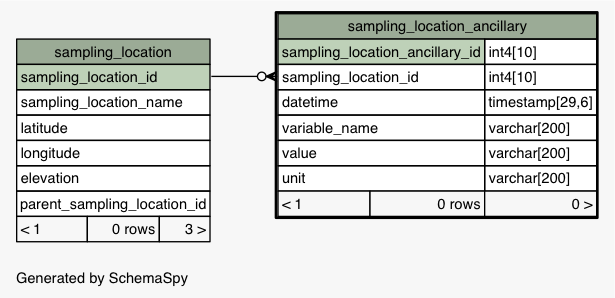 sampling_location
sampling_location_id
sampling_location_name
latitude
longitude
elevation
parent_sampling_location_id
< 1 0 rows 3 >
sampling_location_ancillary
sampling_location_ancillary_id int4[10]
sampling_location_id int4[10]
datetime timestamp[29,6]
variable_name varchar[200]
value varchar[200]
unit varchar[200]
< 1 0 rows 0 >
Generated by SchemaSpy